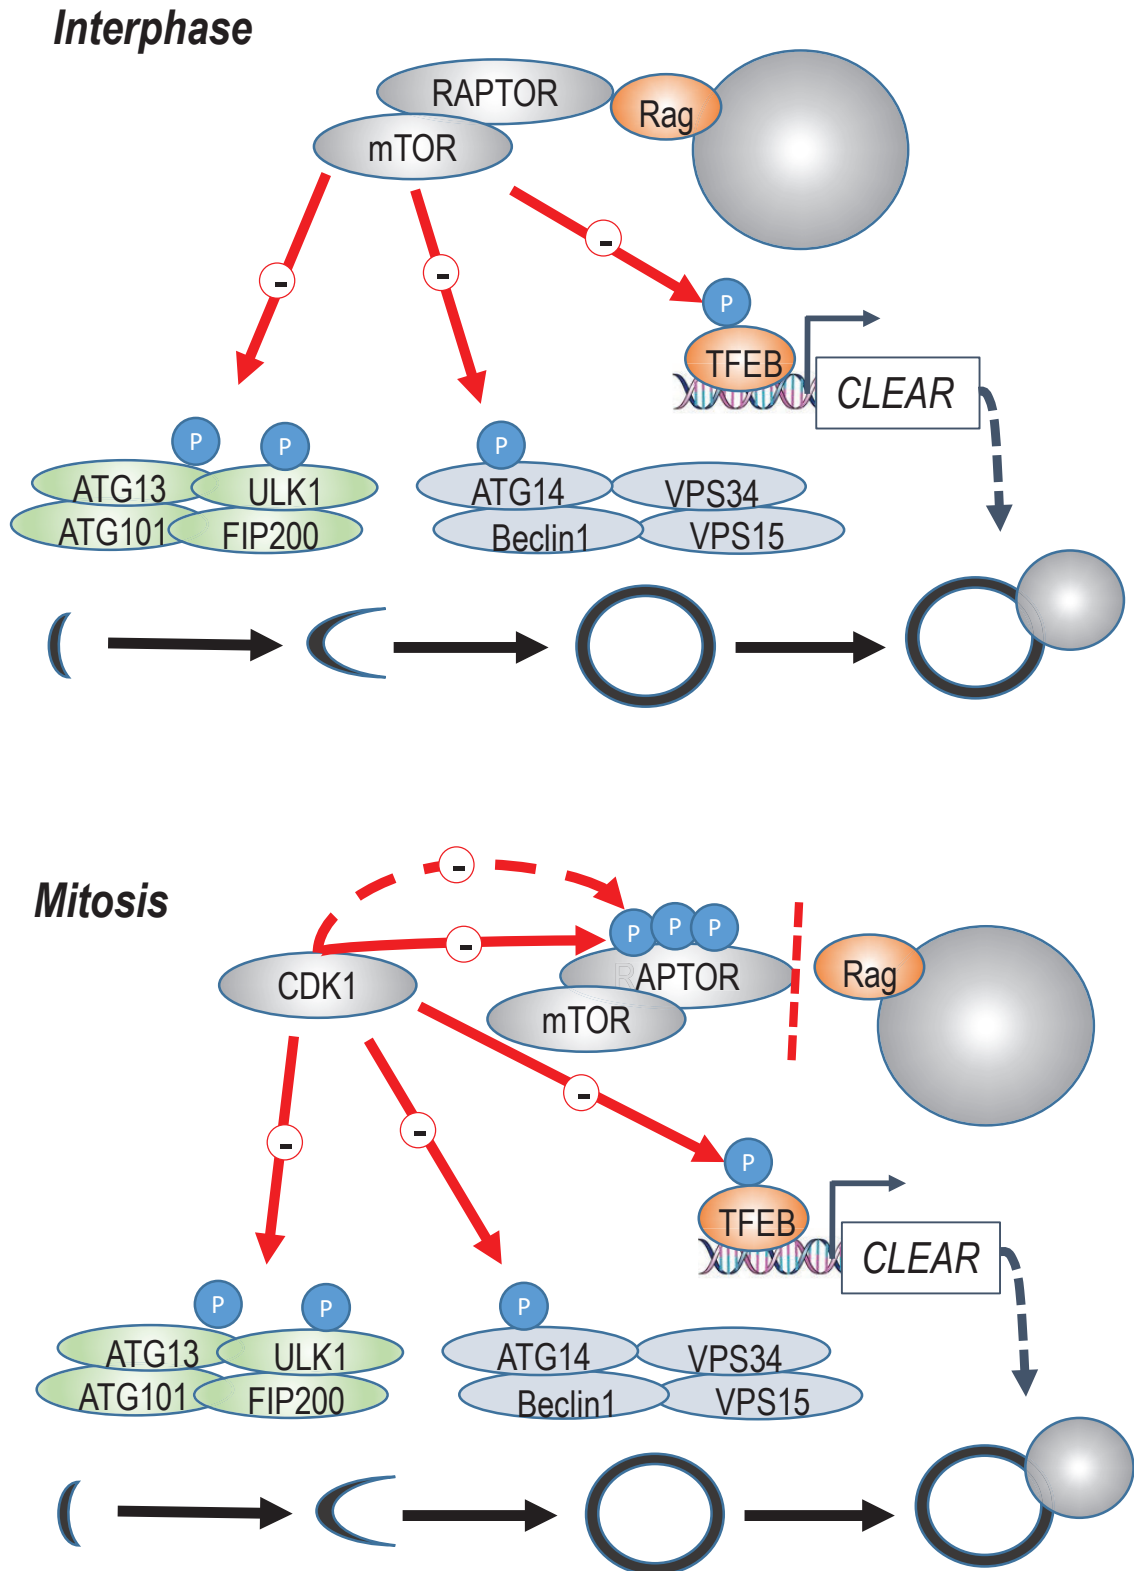 Interphase
RAPTOR
Rag
mTOR
-
-
-
P
TFEB
CLEAR
P
P
P
ATG13
ULK1
ATG14
VPS34
ATG101
FIP200
Beclin1
VPS15
Mitosis
-
P
P
P
-
RAPTOR
Rag
CDK1
mTOR
-
-
-
P
TFEB
CLEAR
P
P
P
ATG13
ULK1
ATG14
VPS34
ATG101
FIP200
Beclin1
VPS15